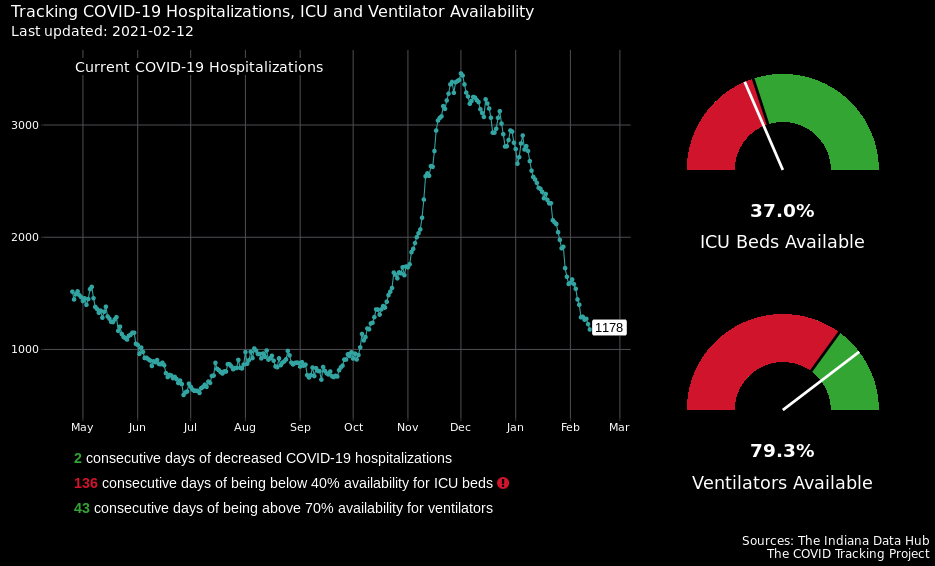 Tracking COVID-19 Hospitalizations, ICU and Ventilator Availability
Last updated: 2021-02-12
Current COVID-19 Hospitalizations
3000
2000
1000
1178
May Jun Jul Aug Sep Oct Nov Dec Jan Feb Mar
37.0%
ICU Beds Available
79.3%
Ventilators Available
2 consecutive days of decreased COVID-19 hospitalizations
136 consecutive days of being below 40% availability for ICU beds !
43 consecutive days of being above 70% availability for ventilators
Sources: The Indiana Data Hub
The COVID Tracking Project